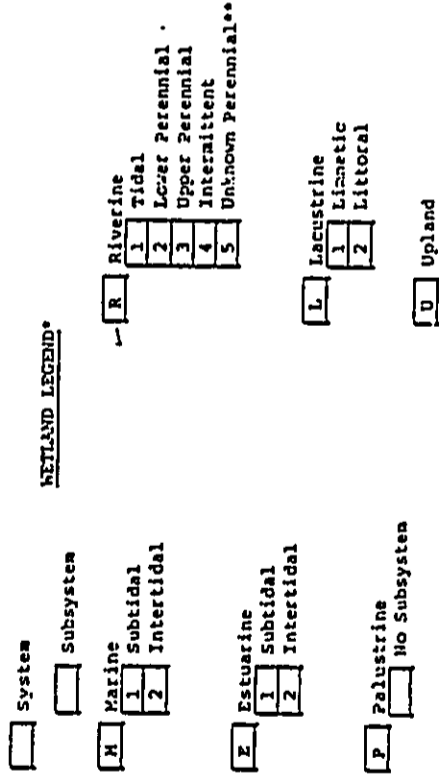 WETLAND LEGEND*
System
Subsystem
M Marine
1 Subtidal
2 Intertidal
E Estuarine
1 Subtidal
2 Intertidal
P Palustrine
No Subsystem
R Riverine
1 Tidal
2 Lower Perennial
3 Upper Perennial
4 Intermittent
5 Unknown Perennial**
L Lacustrine
1 Limnetic
2 Littoral
U Upland